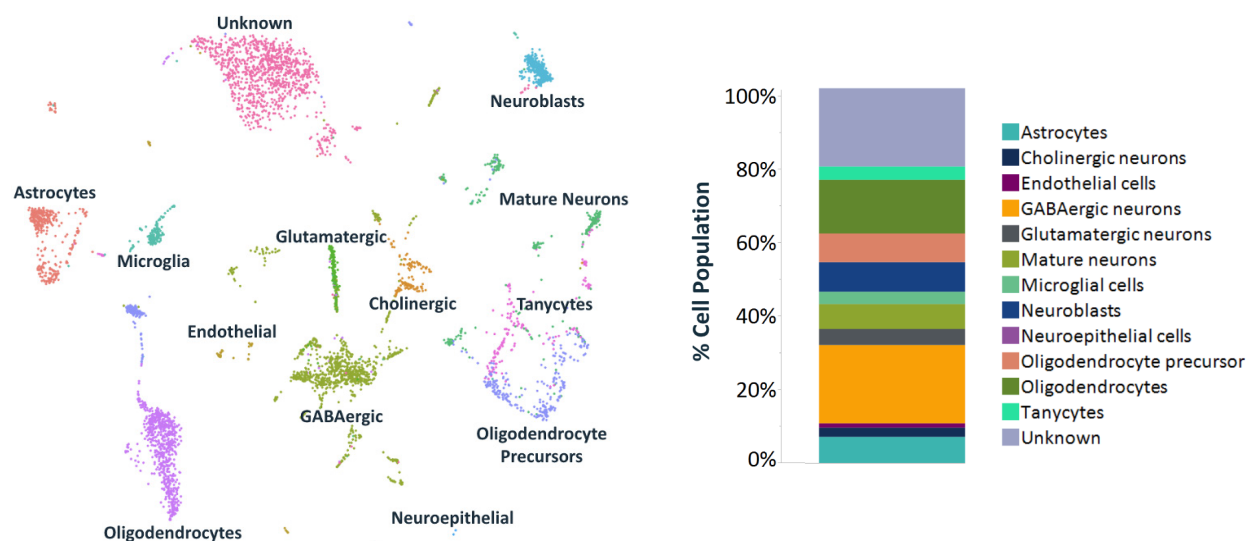 Unknown
Neuroblasts
Astrocytes
Mature Neurons
Microglia
Glutamatergic
Cholinergic
Tanycytes
Endothelial
GABAergic
Oligodendrocyte
Precursors
Neuroepithelial
Oligodendrocytes
% Cell Population
100%
80%
60%
40%
20%
0%
Astrocytes
Cholinergic neurons
Endothelial cells
GABAergic neurons
Glutamatergic neurons
Mature neurons
Microglial cells
Neuroblasts
Neuroepithelial cells
Oligodendrocyte precursor
Oligodendrocytes
Tanycytes
Unknown